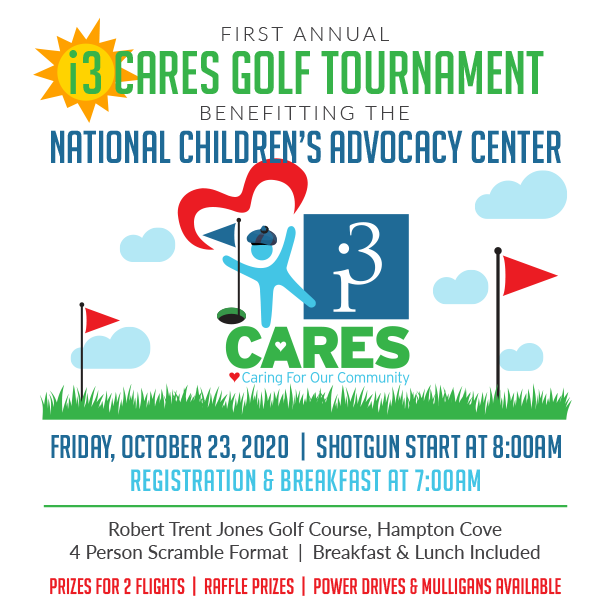 FIRST ANNUAL
i3 CARES GOLF TOURNAMENT
BENEFITTING THE
NATIONAL CHILDREN'S ADVOCACY CENTER
i3
CARES
Caring For Our Community
FRIDAY, OCTOBER 23, 2020 | SHOTGUN START AT 8:00AM
REGISTRATION & BREAKFAST AT 7:00AM
Robert Trent Jones Golf Course, Hampton Cove
4 Person Scramble Format | Breakfast & Lunch Included
PRIZES FOR 2 FLIGHTS | RAFFLE PRIZES | POWER DRIVES & MULLIGANS AVAILABLE